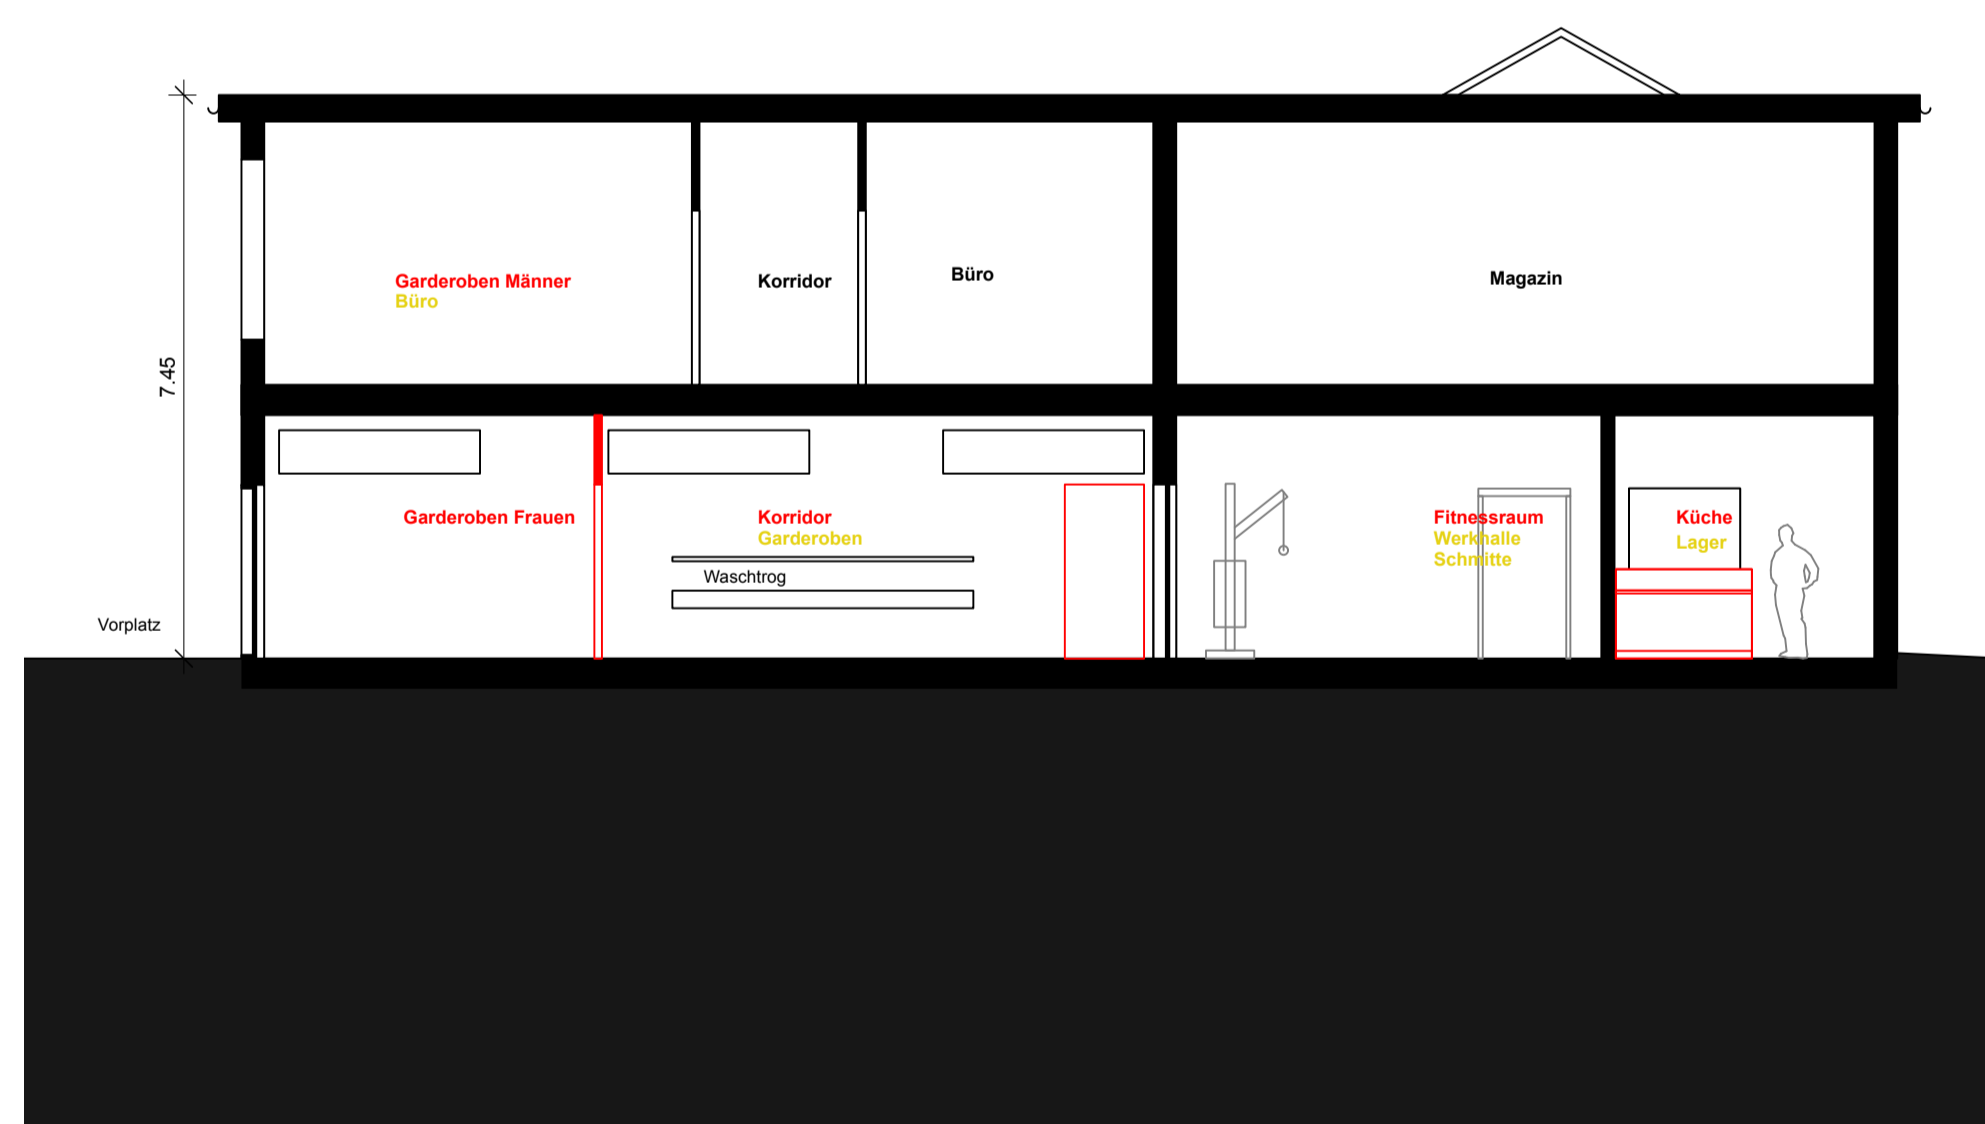 Garderoben Männer
Büro
Korridor
Büro
Magazin
7.45
Garderoben Frauen
Korridor
Garderoben
Waschtrog
Fitnessraum
Werkhalle
Schmitte
Küche
Lager
Vorplatz